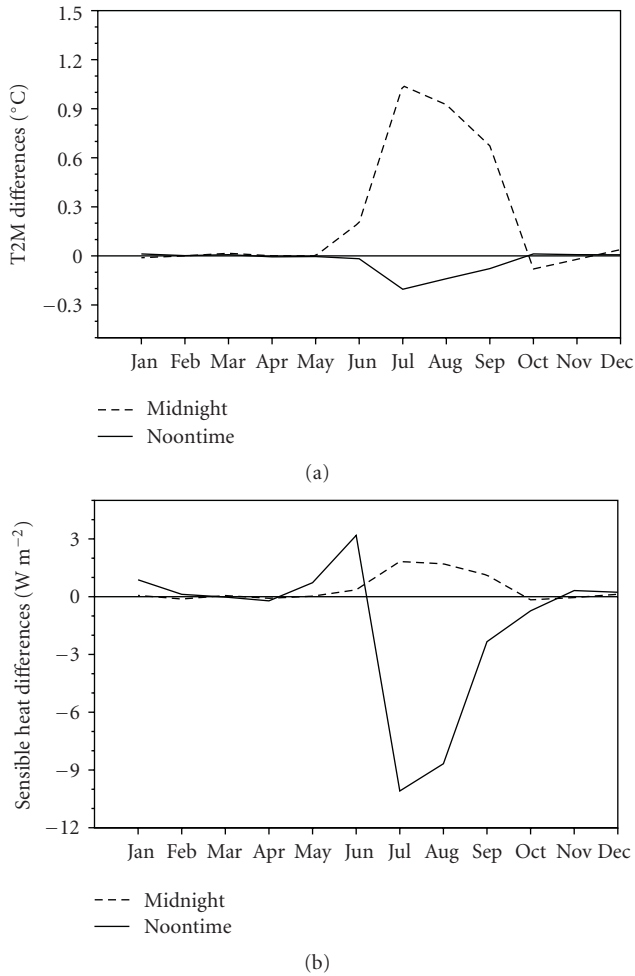 1.5
1.2
0.9
0.6
0.3
0
−0.3
T2M differences (°C)
Jan Feb Mar Apr May Jun Jul Aug Sep Oct Nov Dec
Midnight
Noontime
(a)
3
0
−3
−6
−9
−12
Sensible heat differences (W m⁻²)
Jan Feb Mar Apr May Jun Jul Aug Sep Oct Nov Dec
Midnight
Noontime
(b)